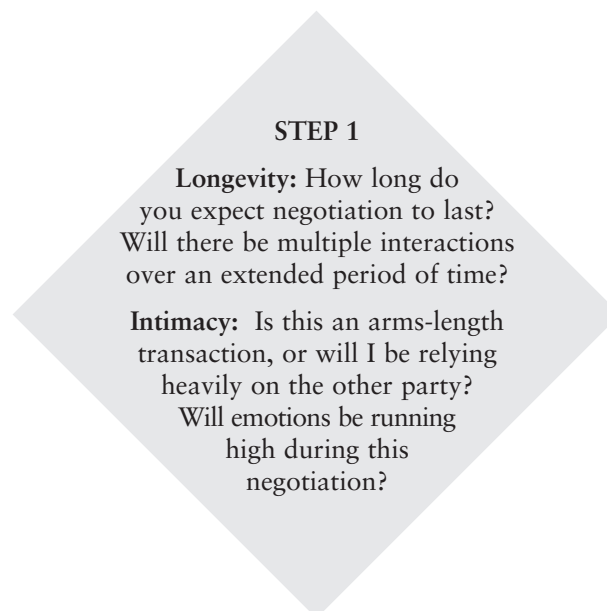 STEP 1
Longevity: How long do
you expect negotiation to last?
Will there be multiple interactions
over an extended period of time?
Intimacy: Is this an arms-length
transaction, or will I be relying
heavily on the other party?
Will emotions be running
high during this
negotiation?